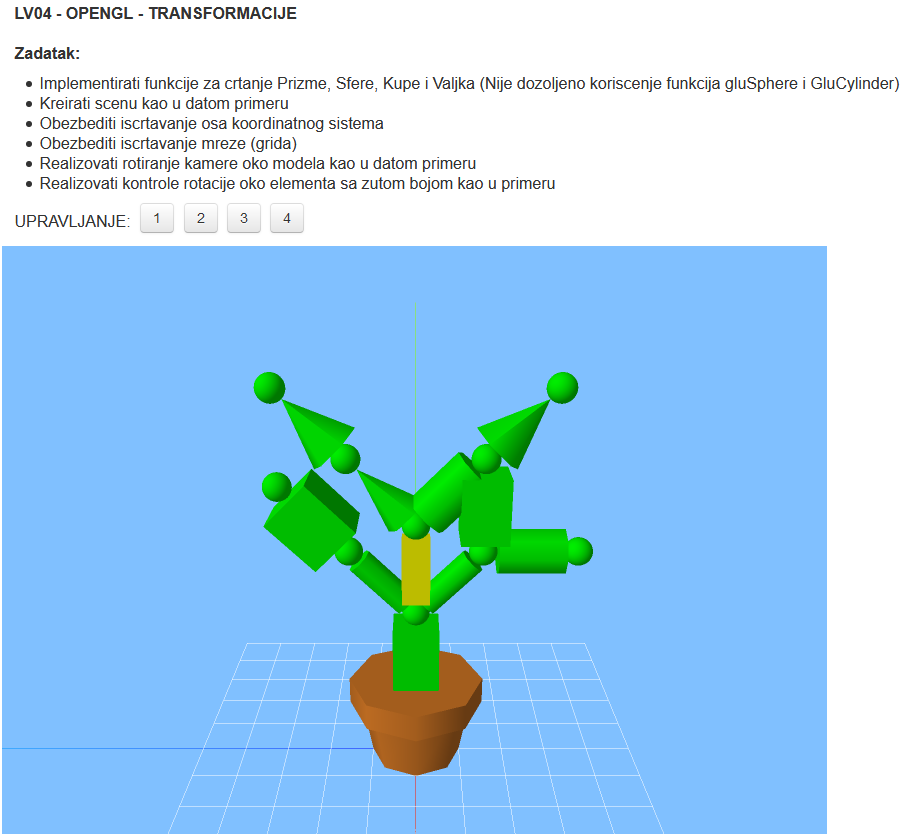 LV04 - OPENGL - TRANSFORMACIJE
Zadatak:
Implementirati funkcije za crtanje Prizme, Sfere, Kupe i Valjka (Nije dozoljeno koriscenje funkcija gluSphere i GluCylinder)
Kreirati scenu kao u datom primeru
Obezbediti iscrtavanje osa koordinatnog sistema
Obezbediti iscrtavanje mreze (grida)
Realizovati rotiranje kamere oko modela kao u datom primeru
Realizovati kontrole rotacije oko elementa sa zutom bojom kao u primeru
UPRAVLJANJE: 1 2 3 4